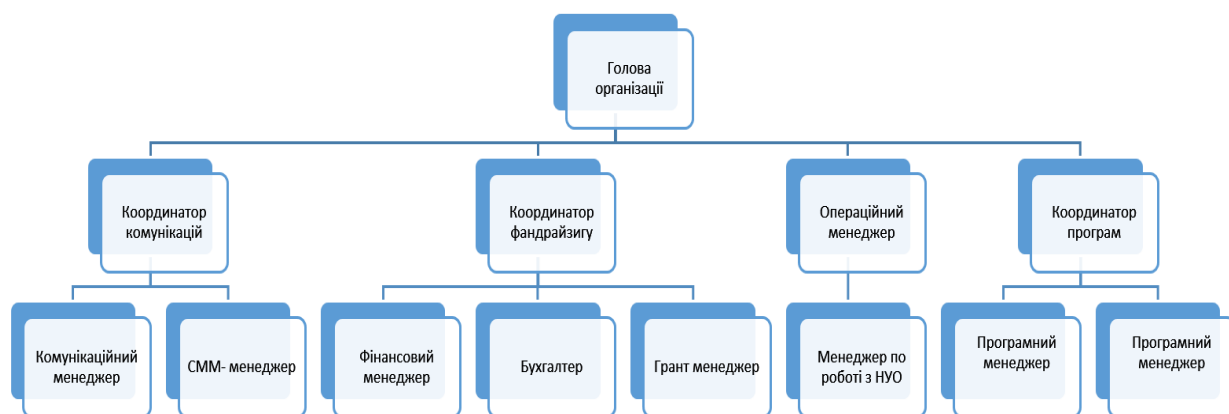 Голова
організації
Координатор
комунікацій
Координатор
фандрайзигу
Операційний
менеджер
Координатор
програм
Комунікаційний
менеджер
СММ- менеджер
Фінансовий
менеджер
Бухгалтер
Грант менеджер
Менеджер по
роботі з НУО
Програмний
менеджер
Програмний
менеджер